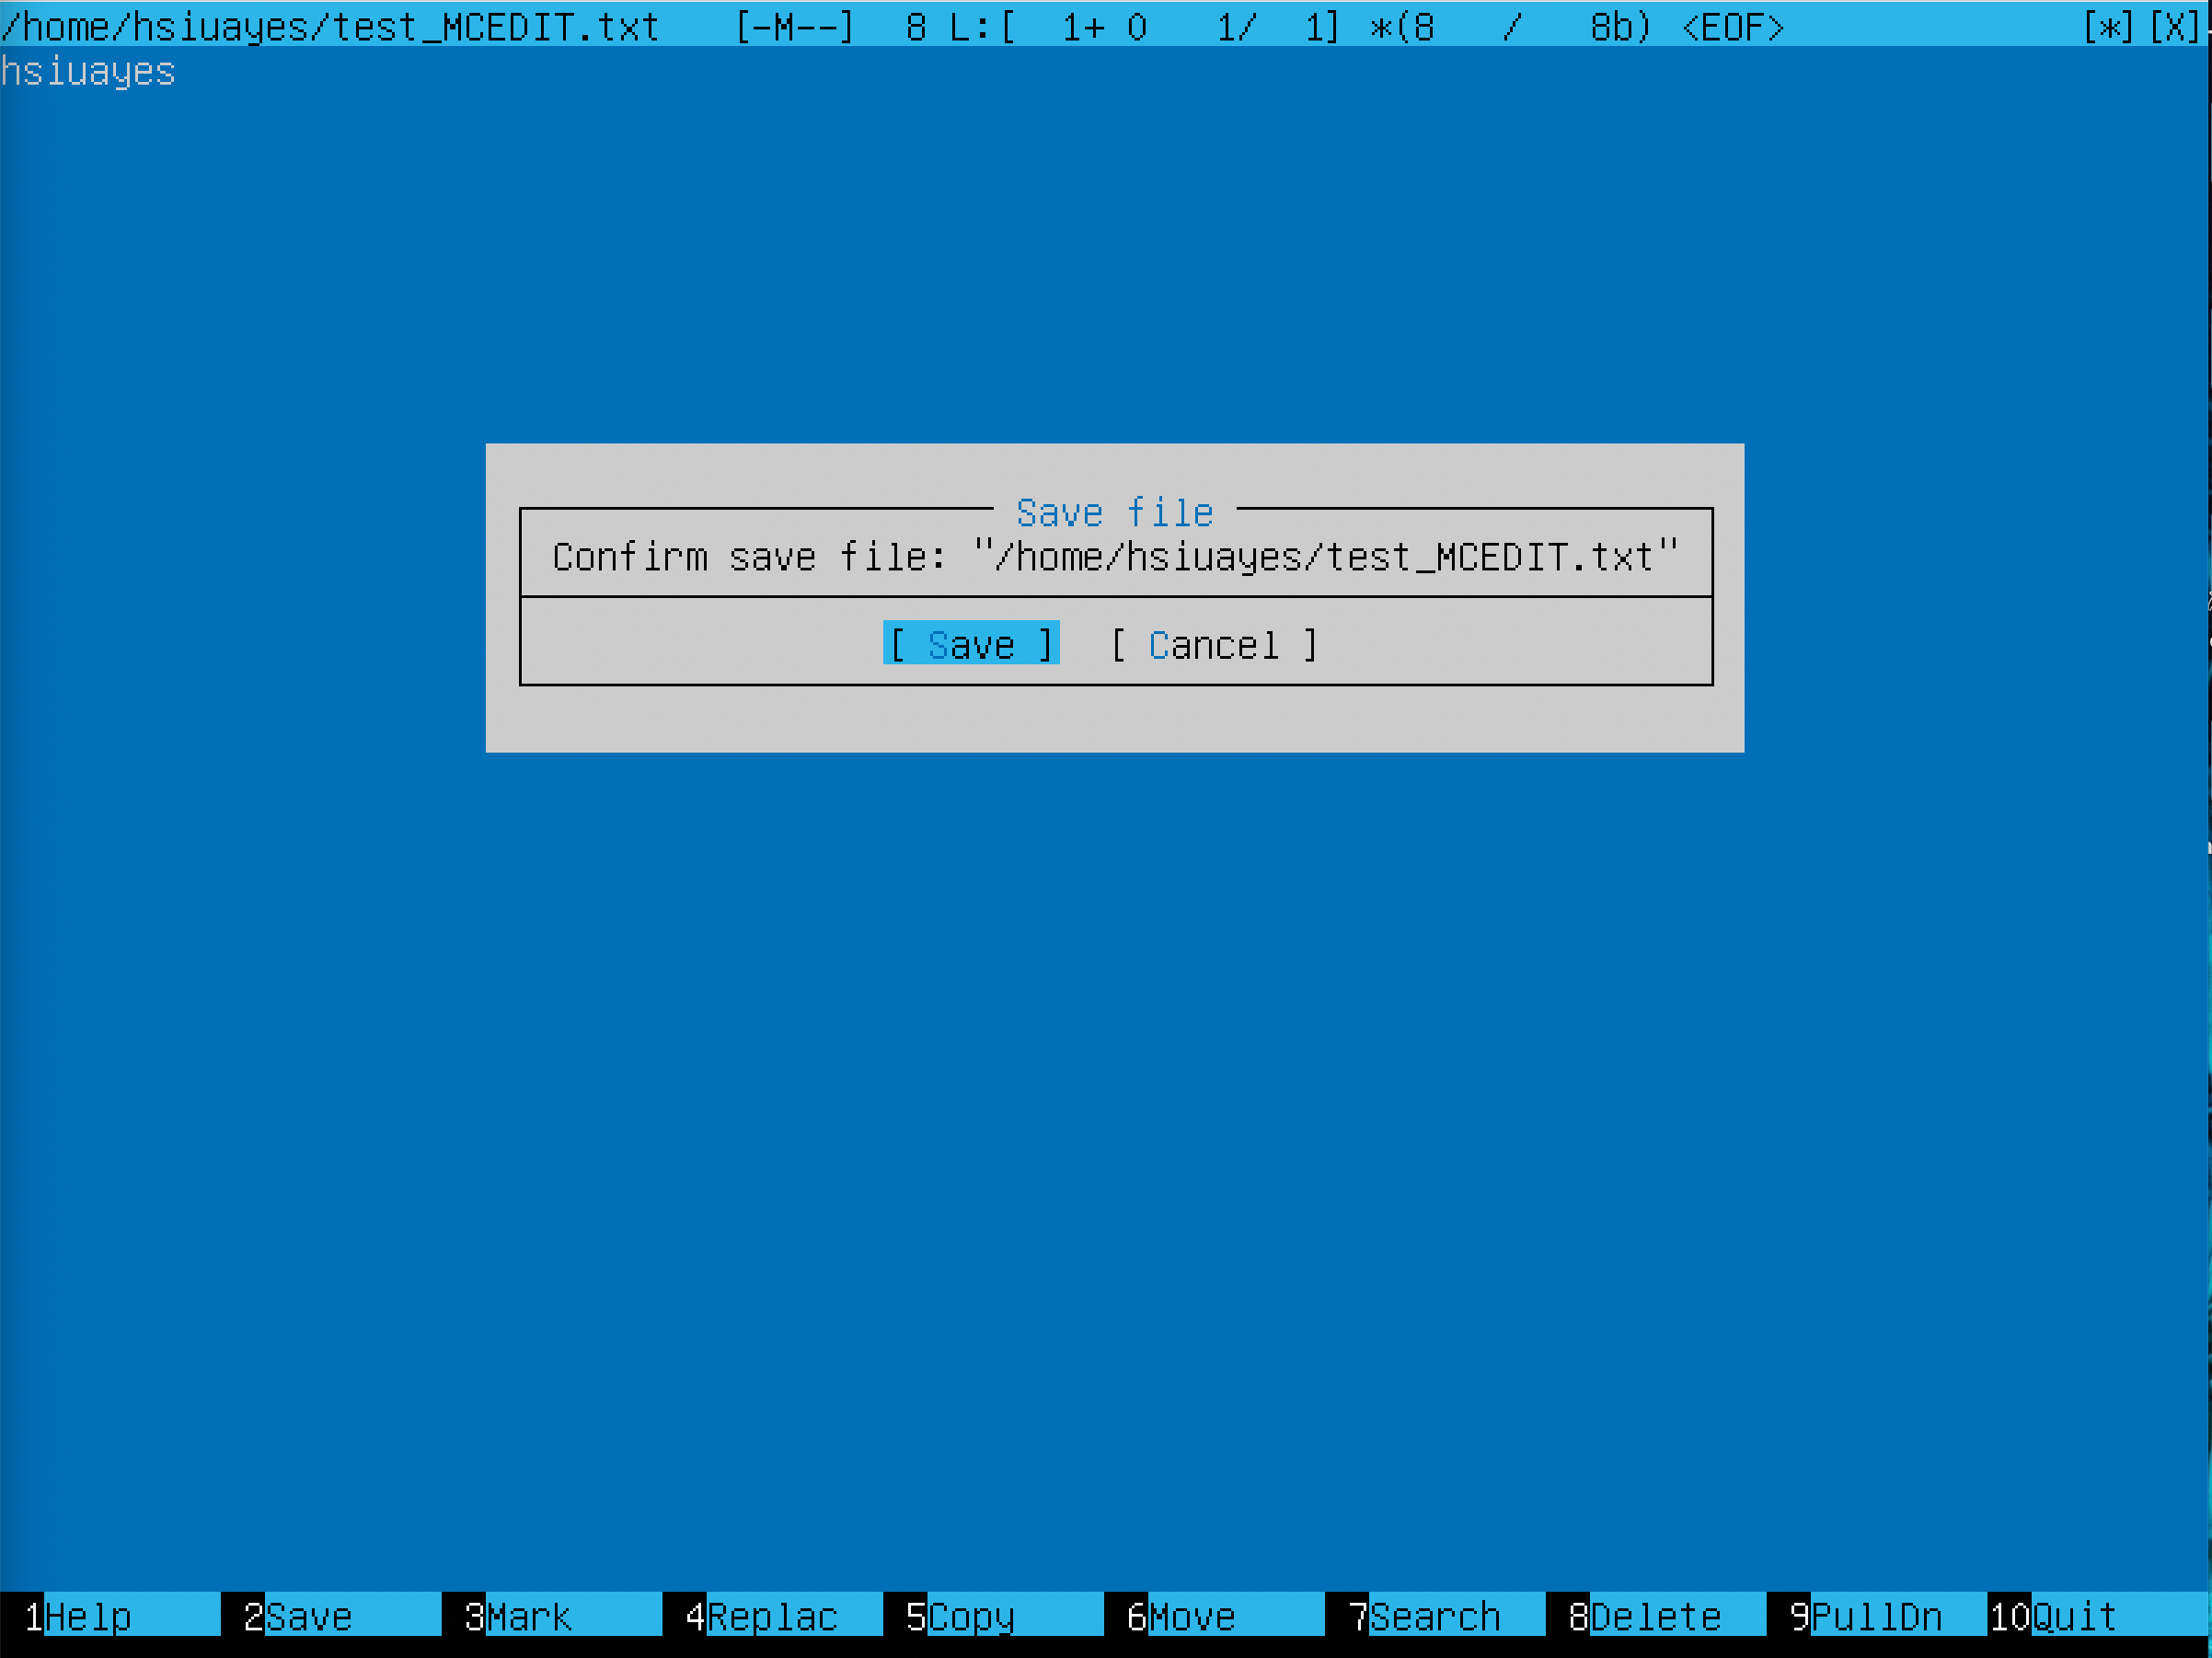 /home/hsiuayes/test_MCEDIT.txt [-M--] 8 L:[ 1+ 0 1/ 1] *(8 / 8b) <EOF> [*][X]
hsiuayes
Save file
Confirm save file: "/home/hsiuayes/test_MCEDIT.txt"
[ Save ] [ Cancel ]
1Help 2Save 3Mark 4Replac 5Copy 6Move 7Search 8Delete 9PullDn 10Quit